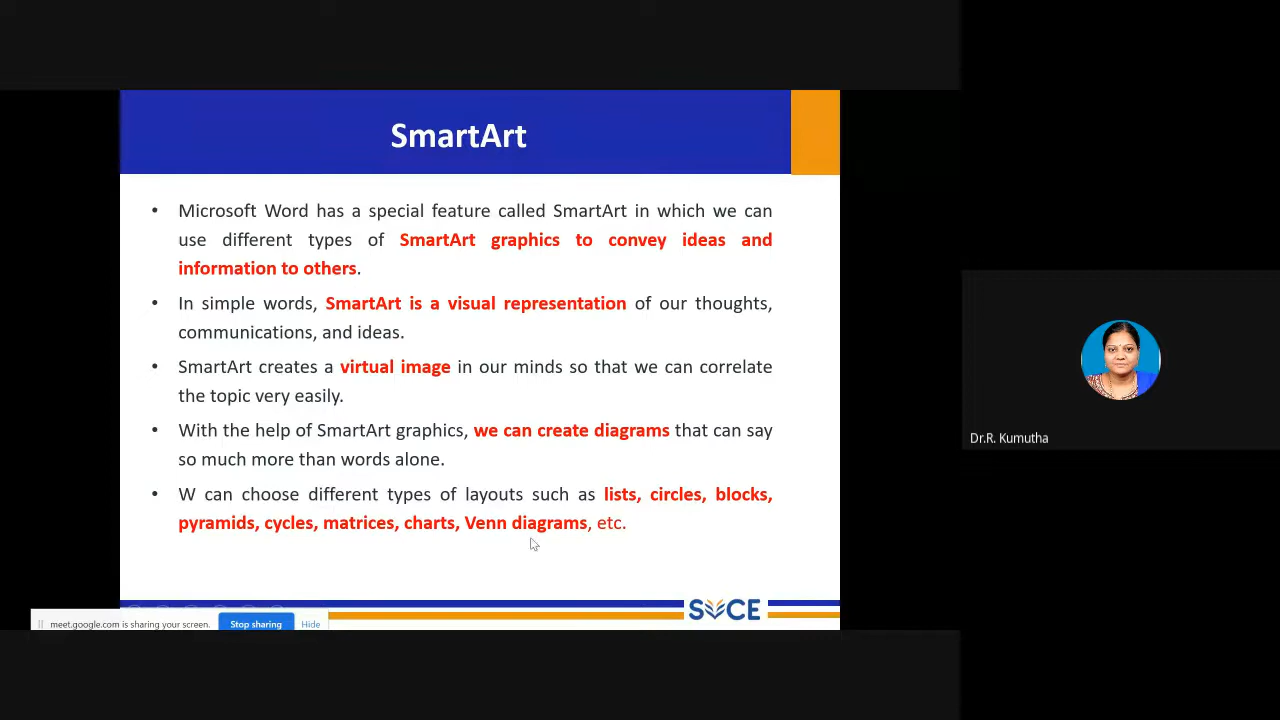 SmartArt
• Microsoft Word has a special feature called SmartArt in which we can
use different types of SmartArt graphics to convey ideas and
information to others.
• In simple words, SmartArt is a visual representation of our thoughts,
communications, and ideas.
• SmartArt creates a virtual image in our minds so that we can correlate
the topic very easily.
• With the help of SmartArt graphics, we can create diagrams that can say
so much more than words alone.
• W can choose different types of layouts such as lists, circles, blocks,
pyramids, cycles, matrices, charts, Venn diagrams, etc.
SVCE
meet.google.com is sharing your screen. Stop sharing Hide
Dr.R. Kumutha